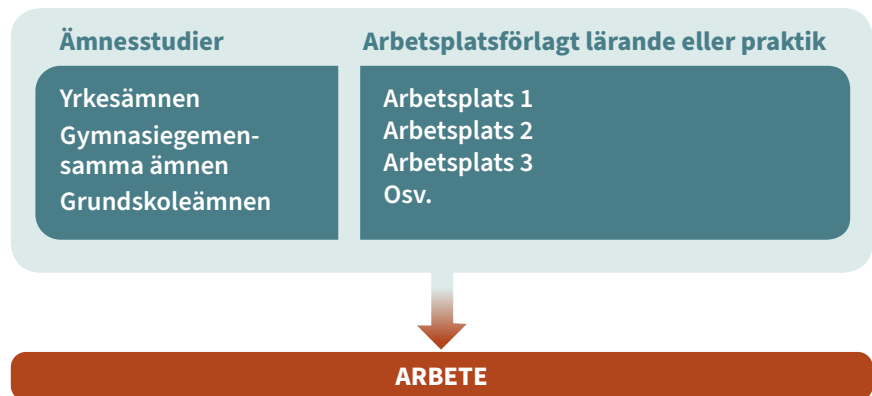 Ämnesstudier
Yrkesämnen
Gymnasiegemen-
samma ämnen
Grundskoleämnen
Arbetsplatsförlagt lärande eller praktik
Arbetsplats 1
Arbetsplats 2
Arbetsplats 3
Osv.
ARBETE